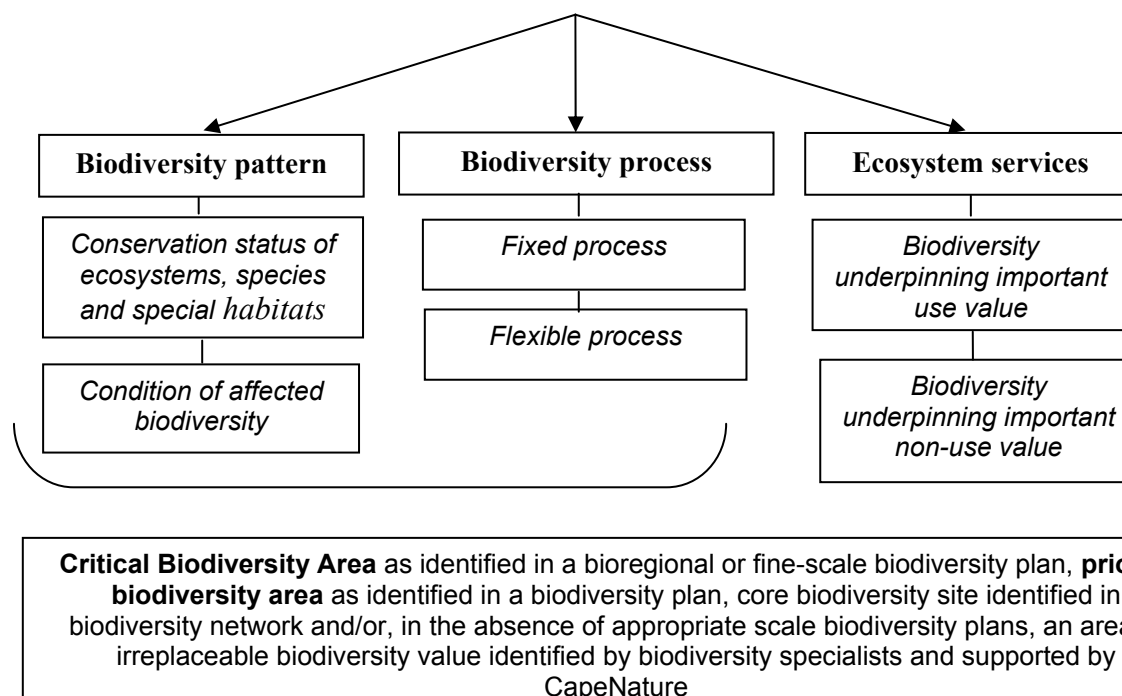 Biodiversity pattern
Conservation status of
ecosystems, species
and special habitats
Condition of affected
biodiversity
Biodiversity process
Fixed process
Flexible process
Ecosystem services
Biodiversity
underpinning important
use value
Biodiversity
underpinning important
non-use value
Critical Biodiversity Area as identified in a bioregional or fine-scale biodiversity plan,
biodiversity area as identified in a biodiversity plan, core biodiversity site identified in
biodiversity network and/or, in the absence of appropriate scale biodiversity plans, an area
irreplaceable biodiversity value identified by biodiversity specialists and supported by
CapeNature